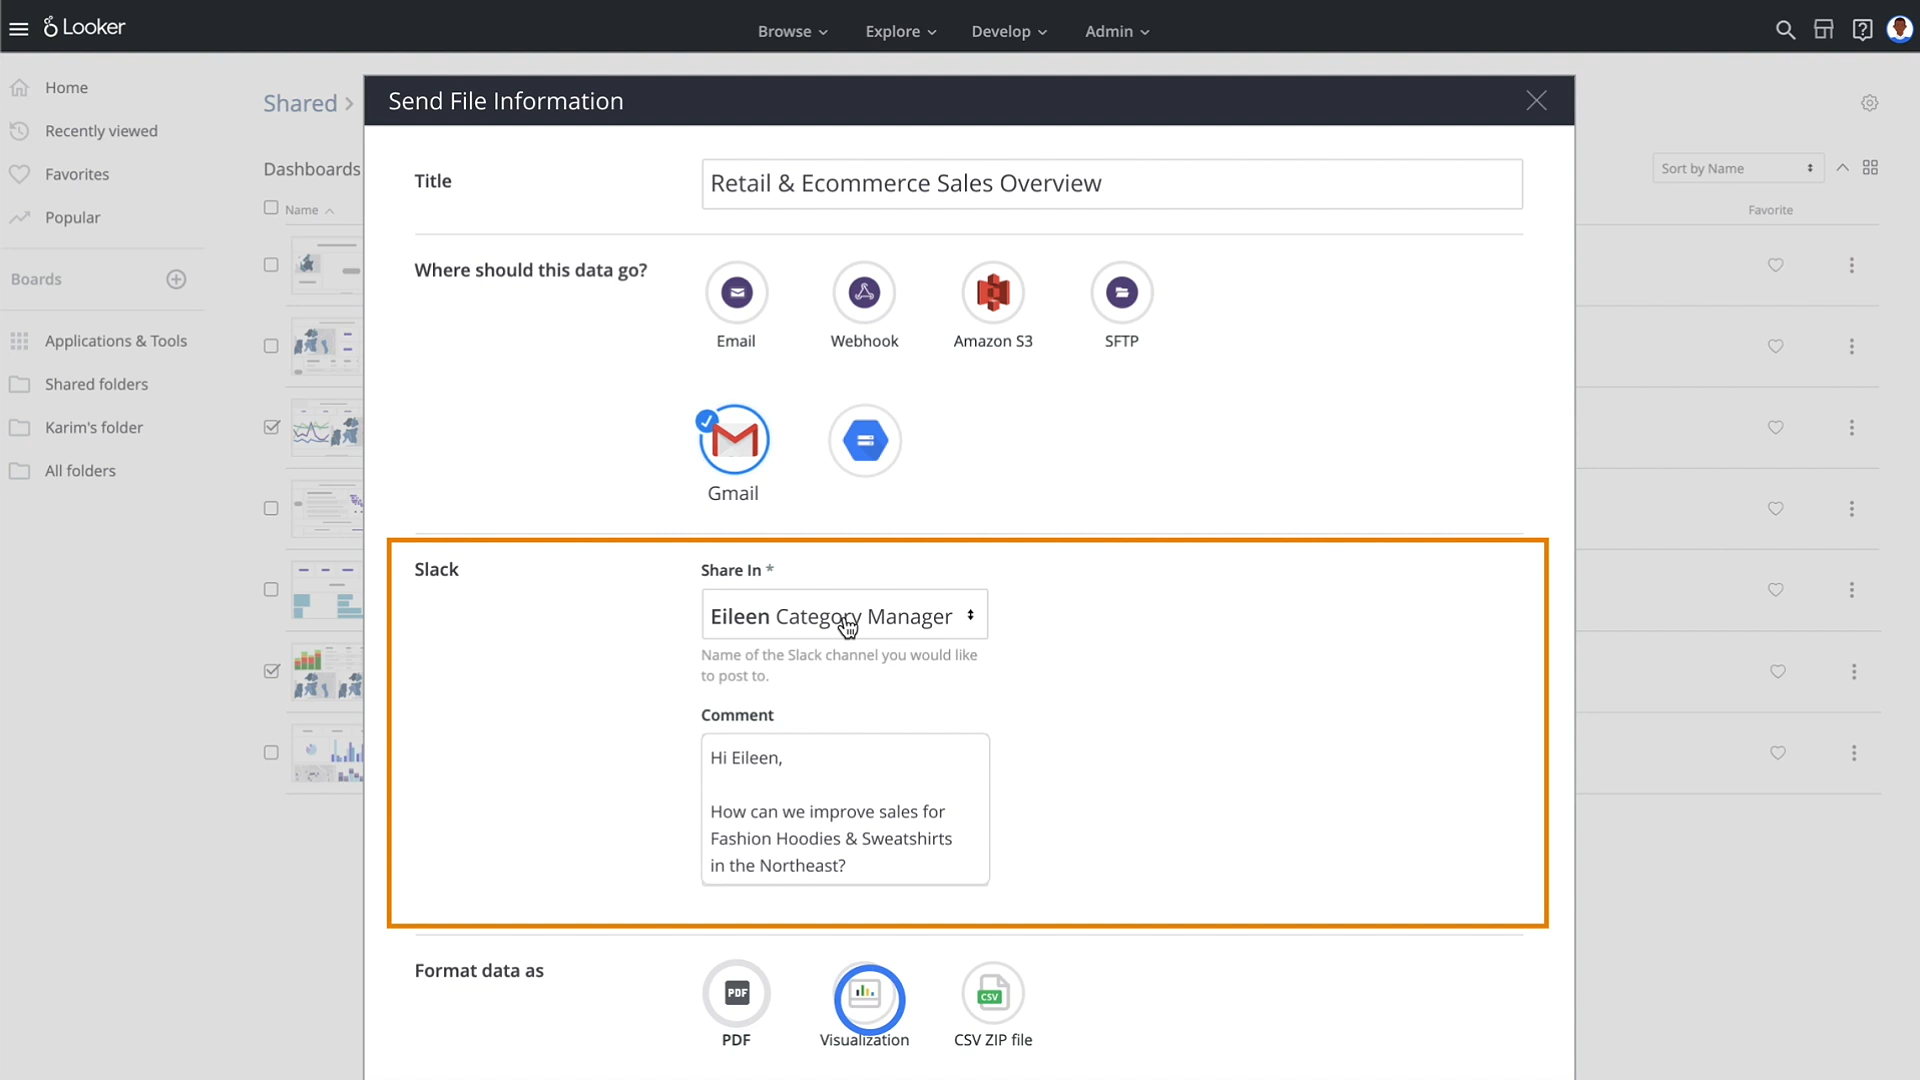 Looker
Browse
Explore
Develop
Admin
Home
Recently viewed
Favorites
Popular
Boards
Applications & Tools
Shared folders
Karim's folder
All folders
Shared
Dashboards
Name
Sort by Name
Favorite
Send File Information
Title
Retail & Ecommerce Sales Overview
Where should this data go?
Email
Webhook
Amazon S3
SFTP
Gmail
Slack
Share In *
Eileen Category Manager
Name of the Slack channel you would like
to post to.
Comment
Hi Eileen,
How can we improve sales for
Fashion Hoodies & Sweatshirts
in the Northeast?
Format data as
PDF
PDF
Visualization
CSV
CSV ZIP file